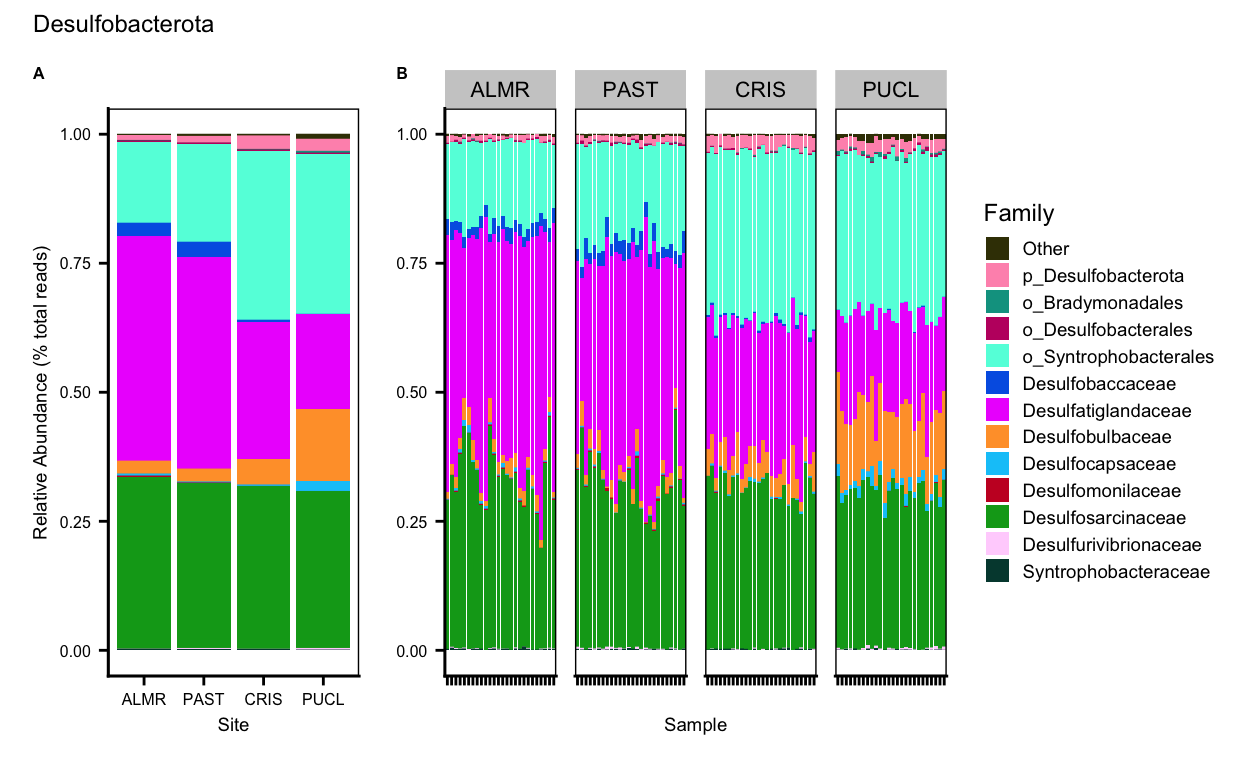 Desulfobacterota
A
B
ALMR
PAST
CRIS
PUCL
Relative Abundance (% total reads)
1.00
0.75
0.50
0.25
0.00
ALMR
PAST
CRIS
PUCL
Site
1.00
0.75
0.50
0.25
0.00
Sample
Family
Other
p_Desulfobacterota
o_Bradymonadales
o_Desulfobacterales
o_Syntrophobacterales
Desulfobaccaceae
Desulfatiglandaceae
Desulfobulbaceae
Desulfocapsaceae
Desulfomonilaceae
Desulfosarcinaceae
Desulfurivibrionaceae
Syntrophobacteraceae